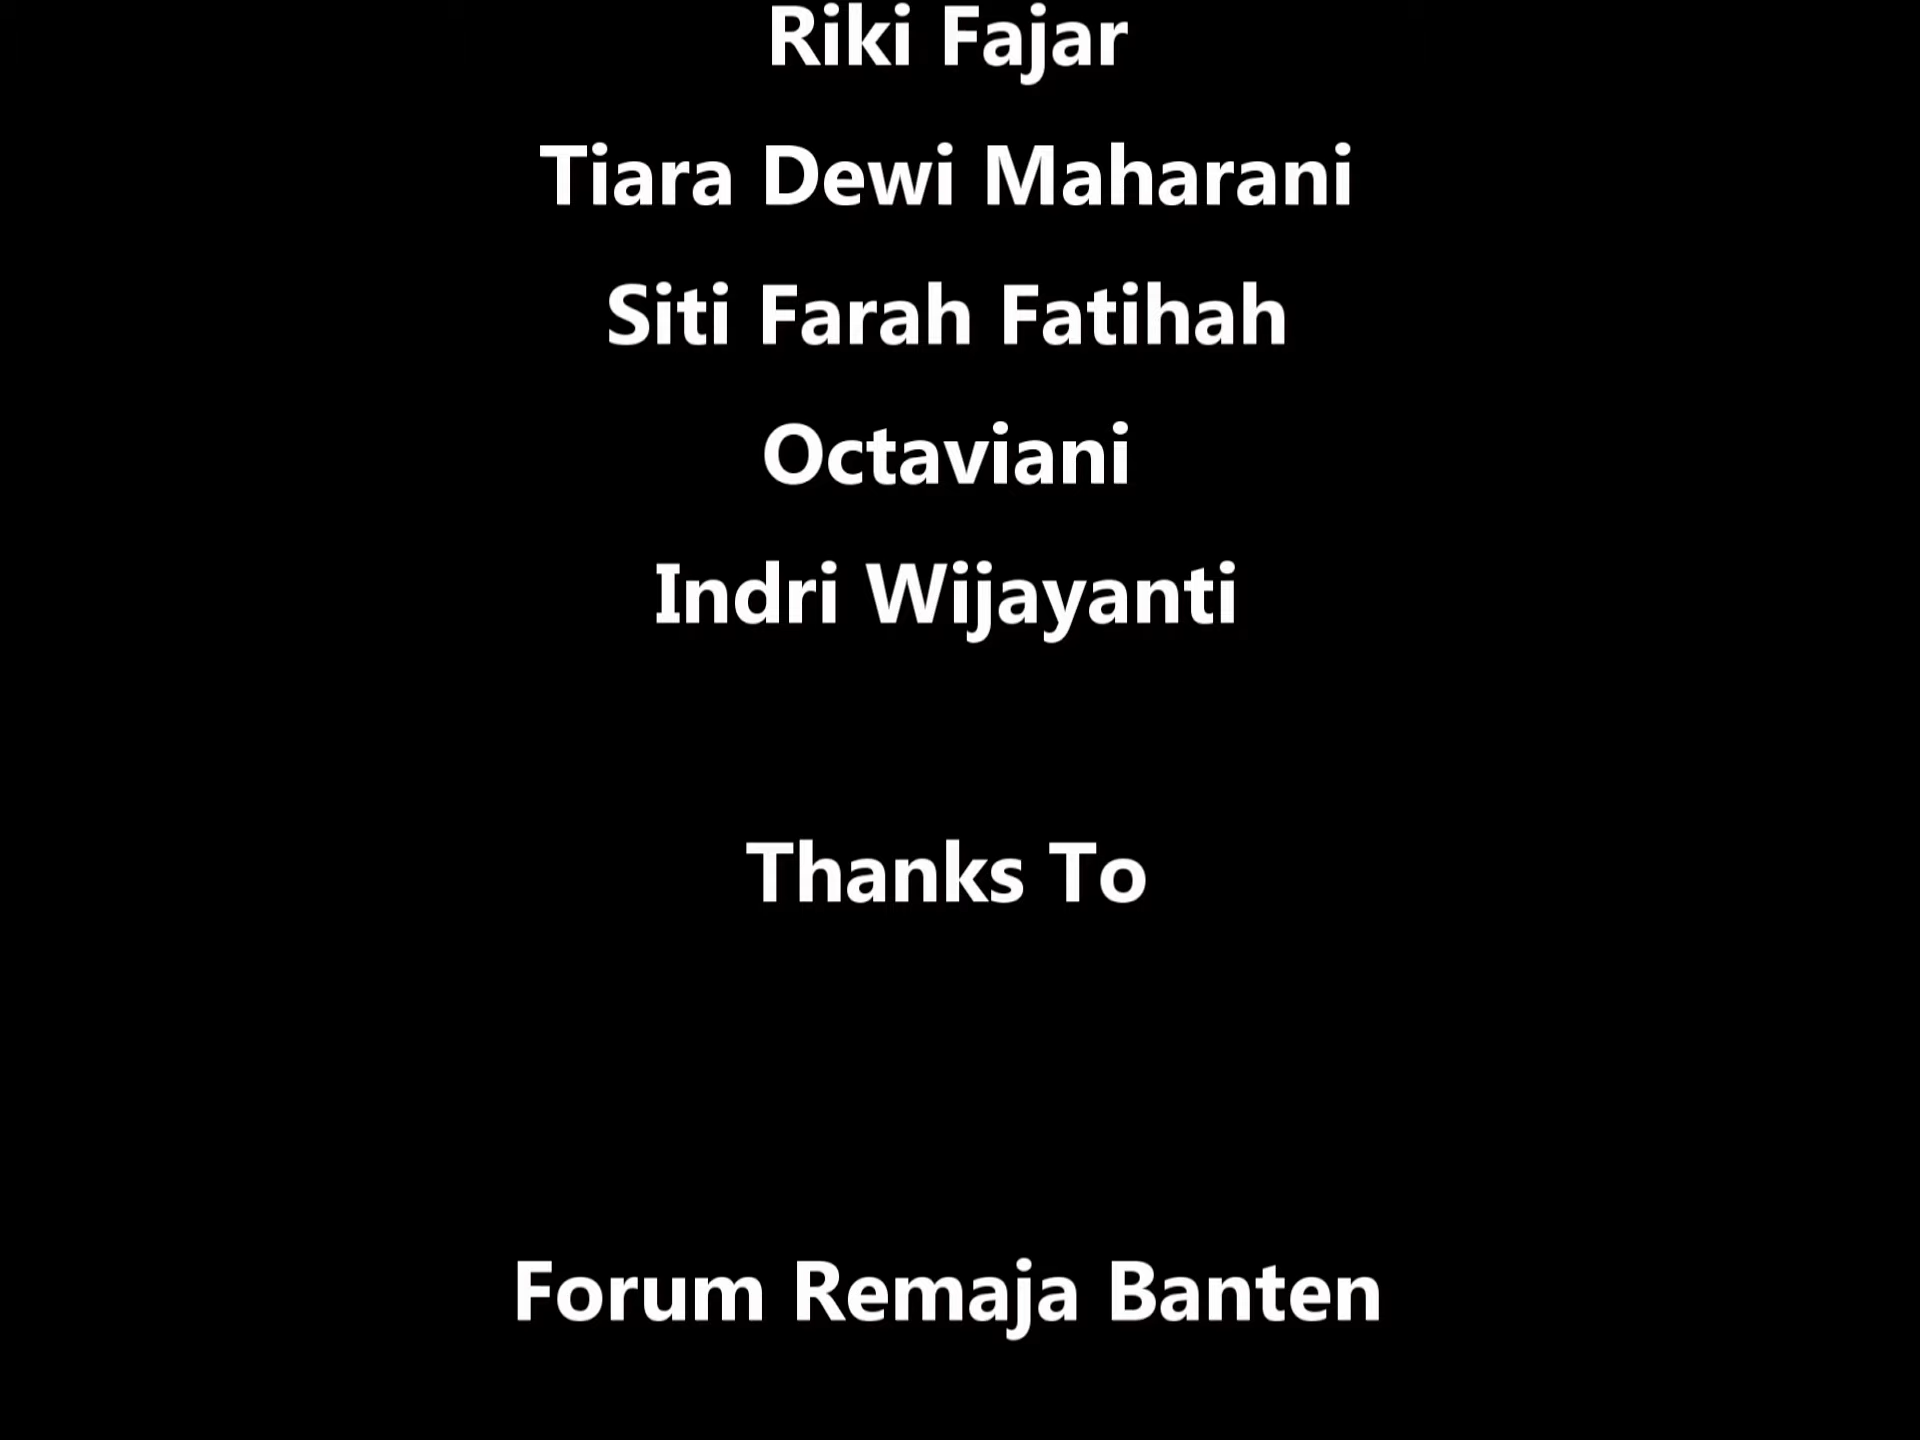 Riki Fajar
Tiara Dewi Maharani
Siti Farah Fatihah
Octaviani
Indri Wijayanti
Thanks To
Forum Remaja Banten